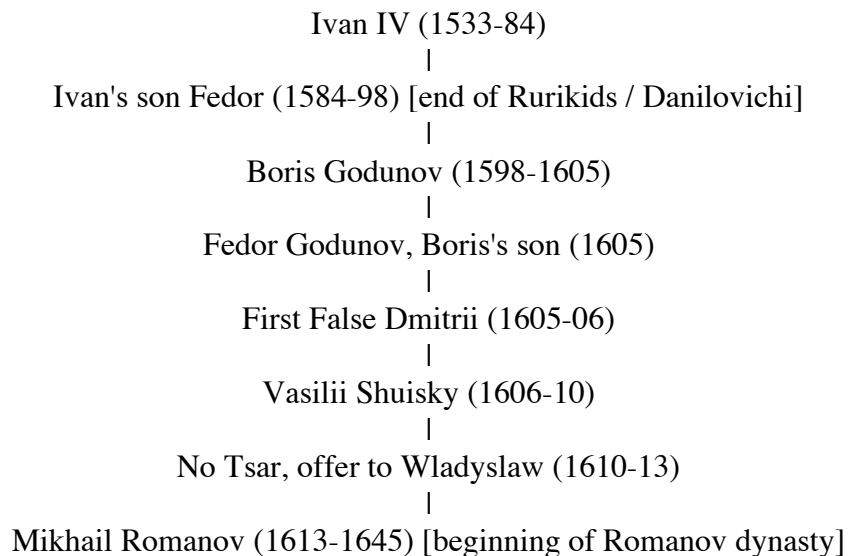 Ivan IV (1533-84)
Ivan's son Fedor (1584-98) [end of Rurikids / Danilovichi]
Boris Godunov (1598-1605)
Fedor Godunov, Boris's son (1605)
First False Dmitrii (1605-06)
Vasilii Shuisky (1606-10)
No Tsar, offer to Wladyslaw (1610-13)
Mikhail Romanov (1613-1645) [beginning of Romanov dynasty]